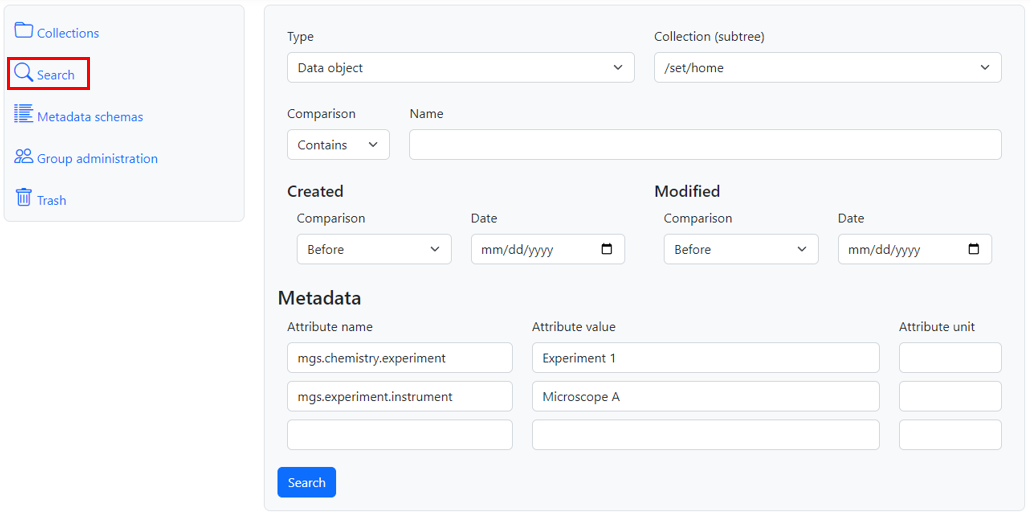 Collections
Search
Metadata schemas
Group administration
Trash
Type
Collection (subtree)
Data object
/set/home
Comparison
Name
Contains
Created
Modified
Comparison
Date
Comparison
Date
Before
mm/dd/yyyy
Before
mm/dd/yyyy
Metadata
Attribute name
Attribute value
Attribute unit
mgs.chemistry.experiment
Experiment 1
mgs.experiment.instrument
Microscope A
Search